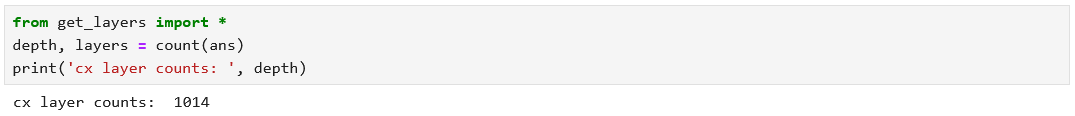 from get_layers import *
depth, layers = count(ans)
print('cx layer counts: ', depth)
cx layer counts:  1014